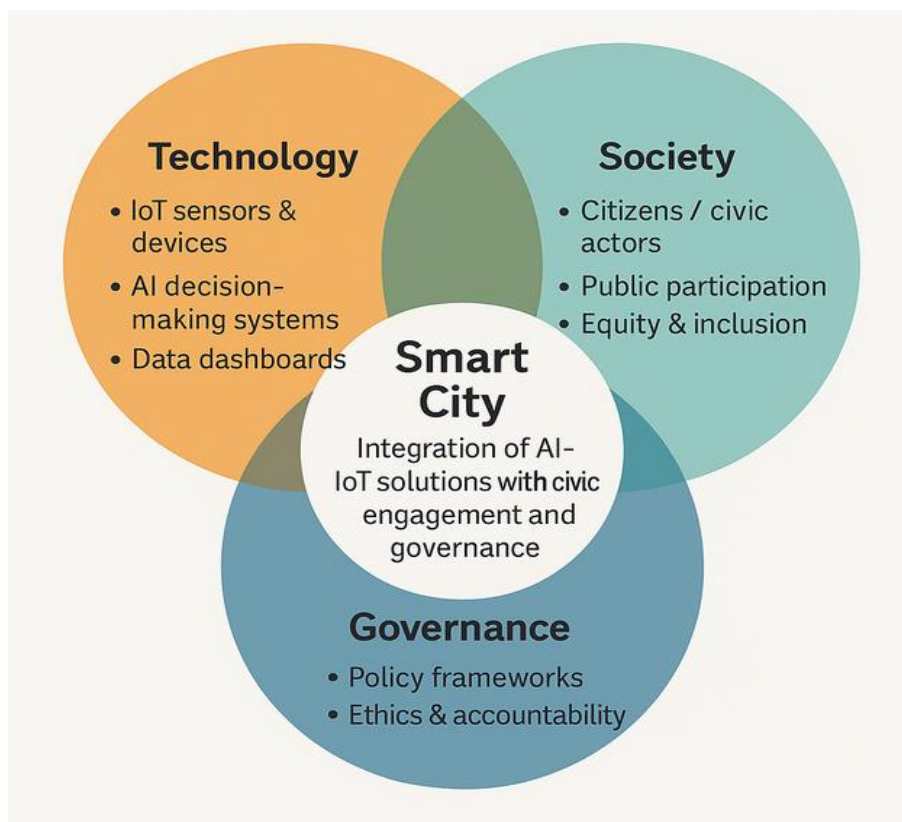 Technology
• IoT sensors &
devices
• AI decision-
making systems
• Data dashboards
Society
• Citizens / civic
actors
• Public participation
• Equity & inclusion
Smart
City
Integration of AI-
IoT solutions with civic
engagement and
governance
Governance
• Policy frameworks
• Ethics & accountability